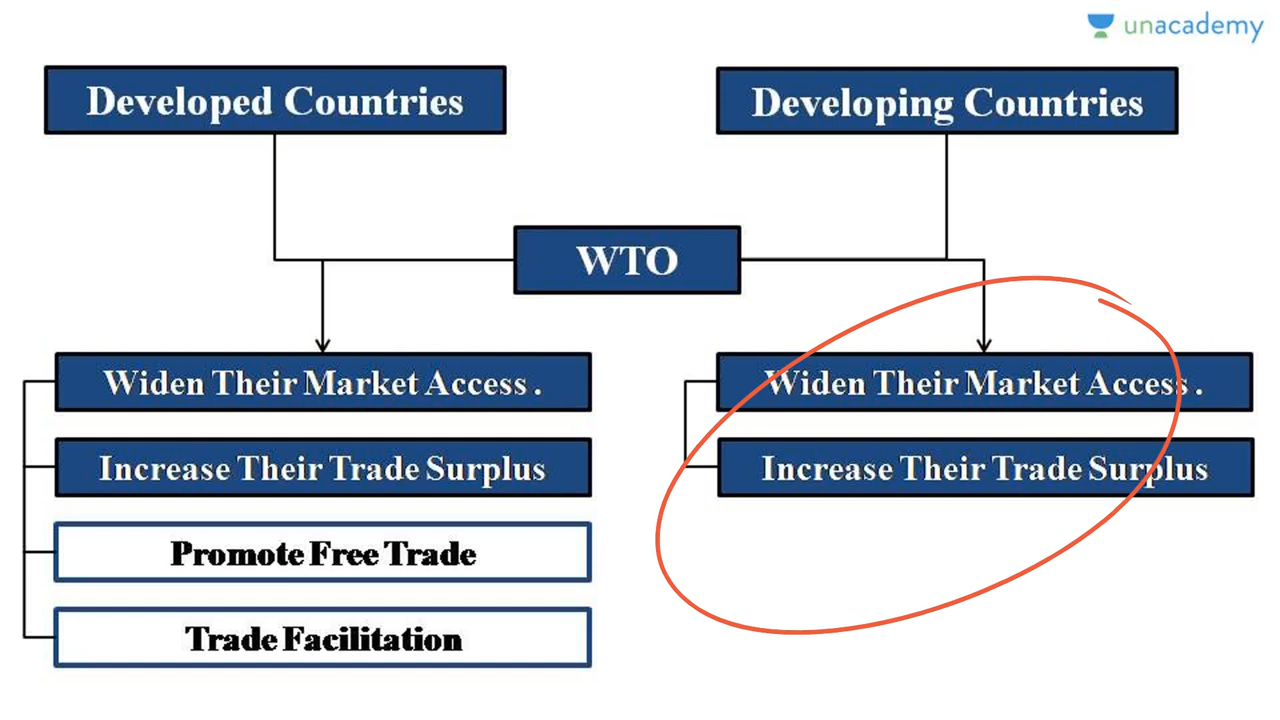 unacademy
Developed Countries
Developing Countries
WTO
Widen Their Market Access .
Increase Their Trade Surplus
Promote Free Trade
Trade Facilitation
Widen Their Market Access .
Increase Their Trade Surplus